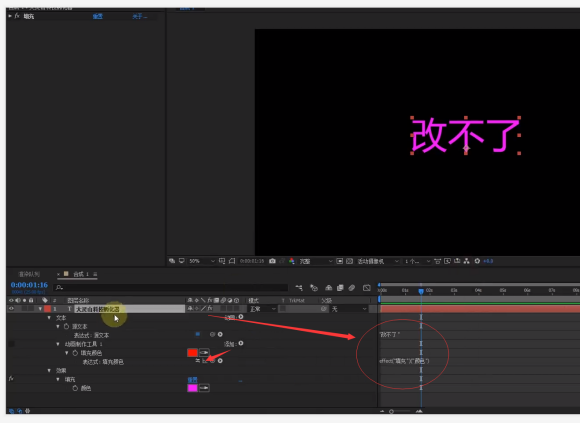 fx 填充
重置
关于...
改不了
50%
0:00:01:16
完整
活动摄像机
1个...
+0.0
渲染队列
合成 1
0:00:01:16
# 图层名称
模式
T TrkMat
父级
1 T
正常
无
文本
动画:
源文本
表达式: 源文本
"改不了"
动画制作工具 1
添加:
填充颜色
表达式: 填充颜色
effect("填充")("颜色")
效果
fx 填充
重置
颜色